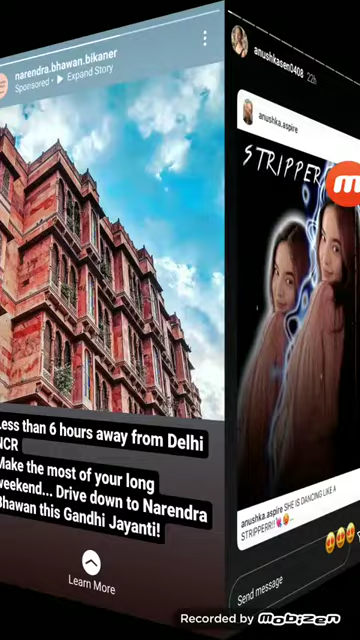 narendra.bhawan.bikaner
Sponsored • ▶ Expand Story
Less than 6 hours away from Delhi
NCR
Make the most of your long
weekend... Drive down to Narendra
Bhawan this Gandhi Jayanti!
Learn More
anushkasen0408 22h
anushka.aspire
STRIPPER
anushka.aspire SHE IS DANCING LIKE A
STRIPPERR!!
Send message
Recorded by mobizen